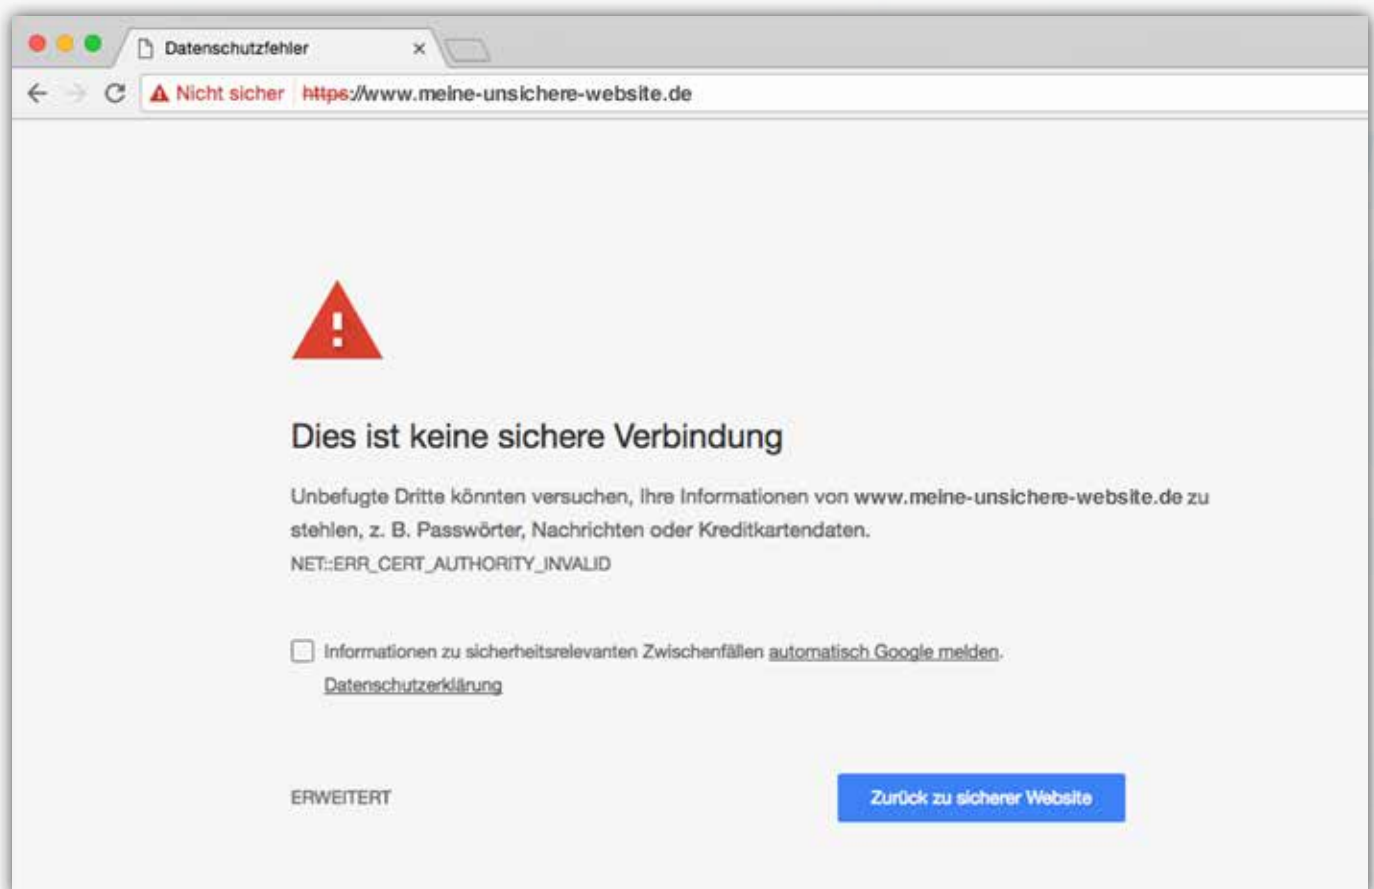 Datenschutzfehler
Nicht sicher https://www.meine-unsichere-website.de
Dies ist keine sichere Verbindung
Unbefugte Dritte könnten versuchen, Ihre Informationen von www.meine-unsichere-website.de zu
stehlen, z. B. Passwörter, Nachrichten oder Kreditkartendaten.
NET::ERR_CERT_AUTHORITY_INVALID
Informationen zu sicherheitsrelevanten Zwischenfällen automatisch Google melden.
Datenschutzerklärung
ERWEITERT Zurück zu sicherer Website